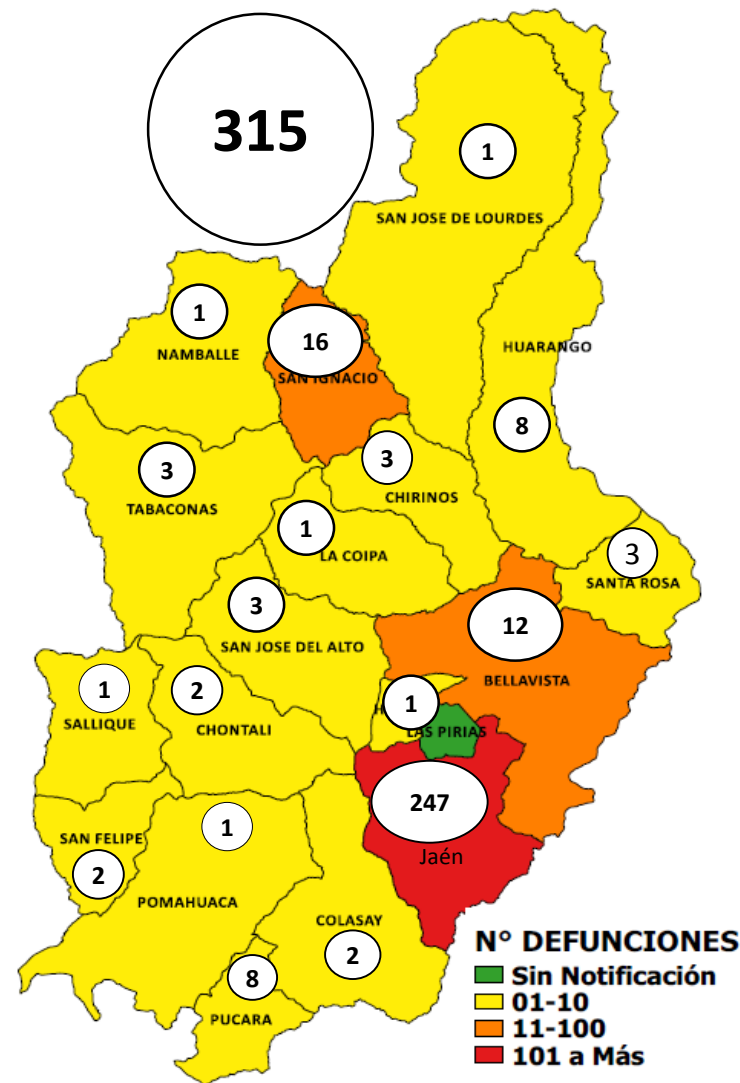 315
1
SAN JOSE DE LOURDES
1
NAMBALLE
16
SAN IGNACIO
HUARANGO
8
3
CHIRINOS
3
TABACONAS
1
LA COIPA
3
SANTA ROSA
3
SAN JOSE DEL ALTO
12
BELLAVISTA
1
SALLIQUE
2
CHONTALI
1
LAS PIRIAS
247
Jaén
SAN FELIPE
2
1
POMAHUACA
COLASAY
2
8
PUCARA
N° DEFUNCIONES
Sin Notificación
01-10
11-100
101 a Más